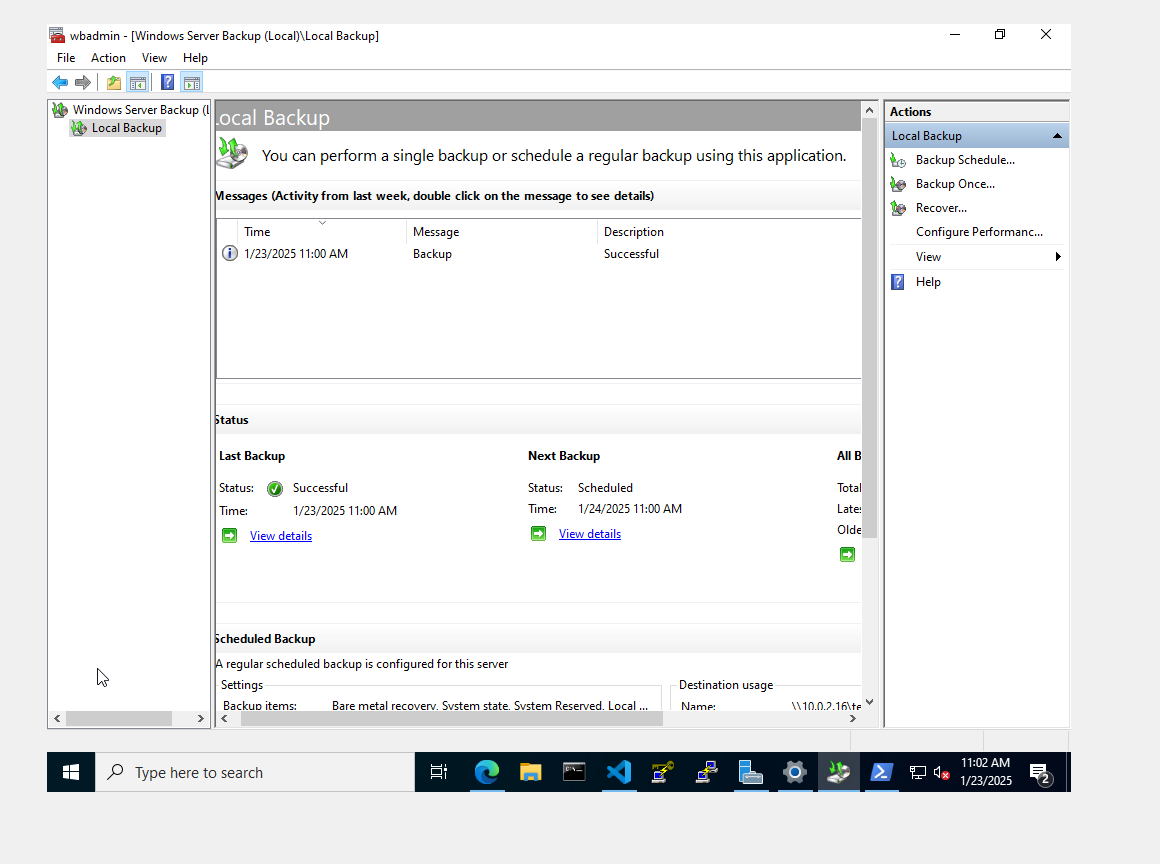 wbadmin - [Windows Server Backup (Local)\Local Backup]
File Action View Help
Windows Server Backup (L
Local Backup
Local Backup
You can perform a single backup or schedule a regular backup using this application.
Messages (Activity from last week, double click on the message to see details)
Time Message Description
1/23/2025 11:00 AM Backup Successful
Status
Last Backup
Status: Successful
Time: 1/23/2025 11:00 AM
View details
Next Backup
Status: Scheduled
Time: 1/24/2025 11:00 AM
View details
All B
Total
Lates
Olde
Scheduled Backup
A regular scheduled backup is configured for this server
Settings
Backup items: Bare metal recovery, System state, System Reserved, Local ...
Destination usage
Name: \\10.0.2.16\te
Actions
Local Backup
Backup Schedule...
Backup Once...
Recover...
Configure Performanc...
View
Help
Type here to search
11:02 AM
1/23/2025
2